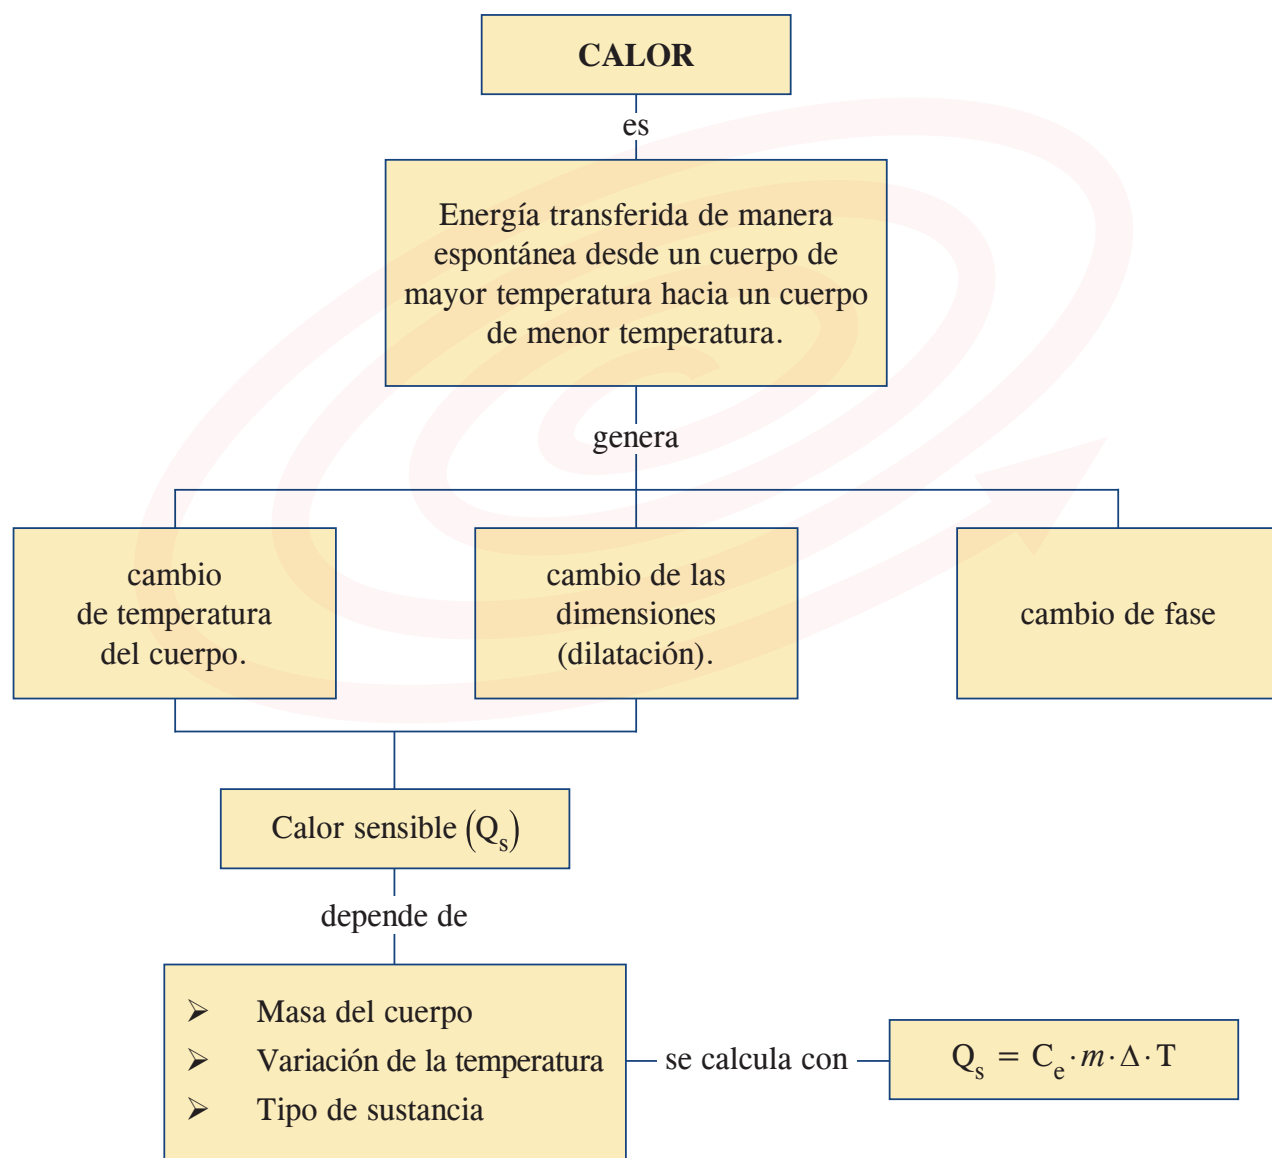 CALOR
es
Energía transferida de manera
espontánea desde un cuerpo de
mayor temperatura hacia un cuerpo
de menor temperatura.
genera
cambio
de temperatura
del cuerpo.
cambio de las
dimensiones
(dilatación).
cambio de fase
Calor sensible (Qₛ)
depende de
➢ Masa del cuerpo
➢ Variación de la temperatura
➢ Tipo de sustancia
se calcula con
Qₛ = Cₑ · m · Δ · T